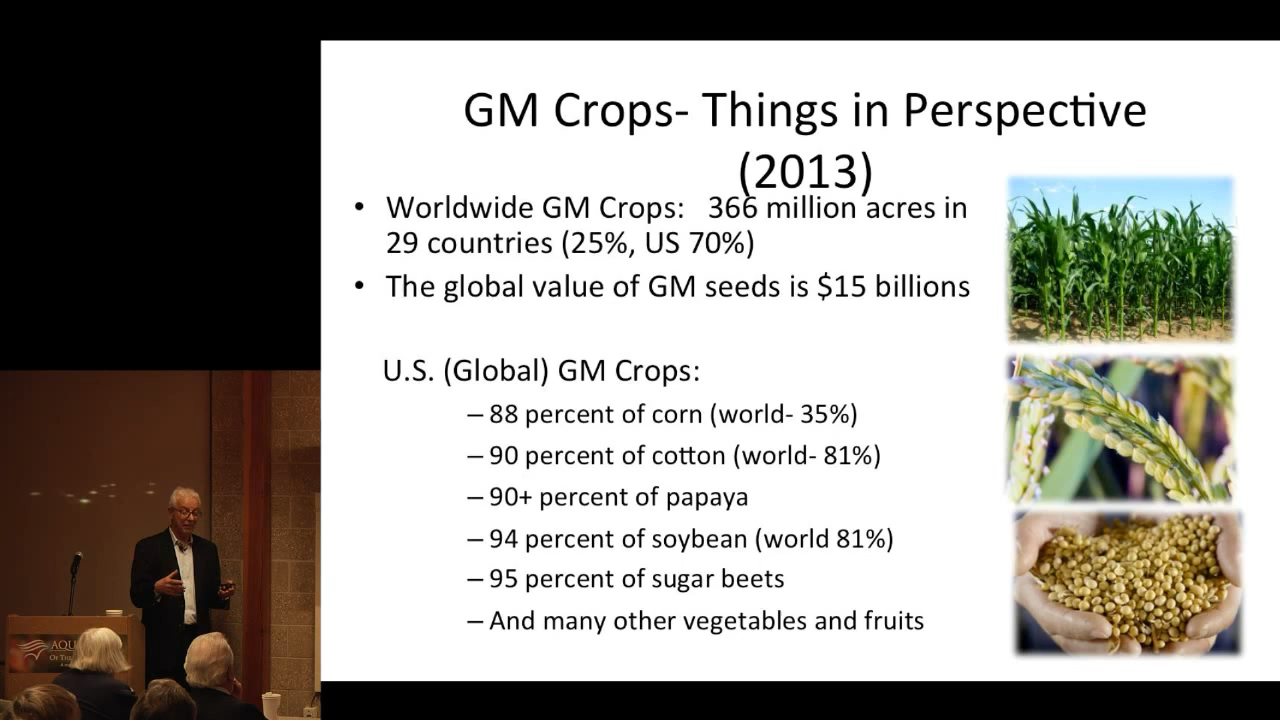 GM Crops- Things in Perspective
(2013)
• Worldwide GM Crops: 366 million acres in
29 countries (25%, US 70%)
• The global value of GM seeds is $15 billions
U.S. (Global) GM Crops:
– 88 percent of corn (world- 35%)
– 90 percent of cotton (world- 81%)
– 90+ percent of papaya
– 94 percent of soybean (world 81%)
– 95 percent of sugar beets
– And many other vegetables and fruits